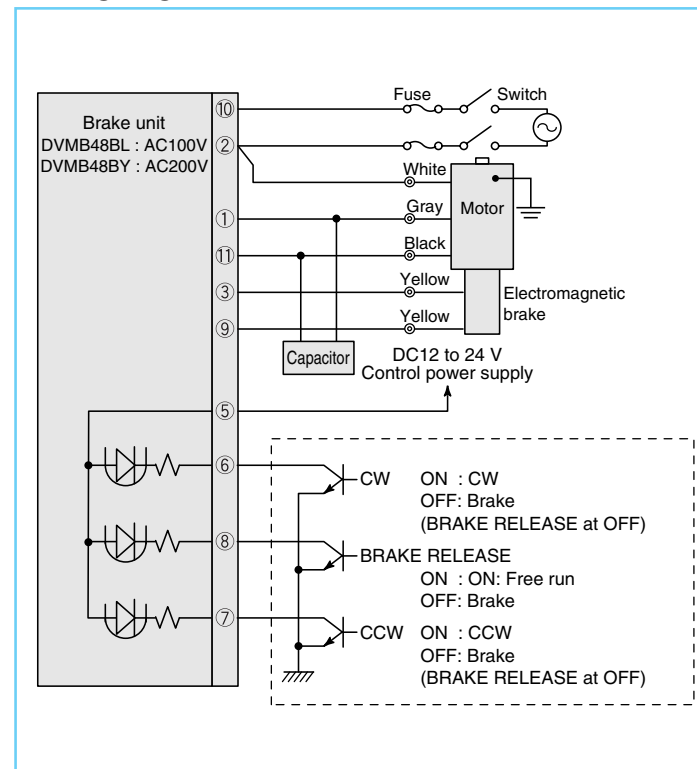 Fuse
Switch
⑩
Brake unit
DVMB48BL : AC100V
DVMB48BY : AC200V
②
White
①
Gray
Motor
⑪
Black
③
Yellow
Electromagnetic
brake
⑨
Yellow
Capacitor
DC12 to 24 V
Control power supply
⑤
⑥
CW
ON : CW
OFF: Brake
(BRAKE RELEASE at OFF)
⑧
BRAKE RELEASE
ON : ON: Free run
OFF: Brake
⑦
CCW
ON : CCW
OFF: Brake
(BRAKE RELEASE at OFF)